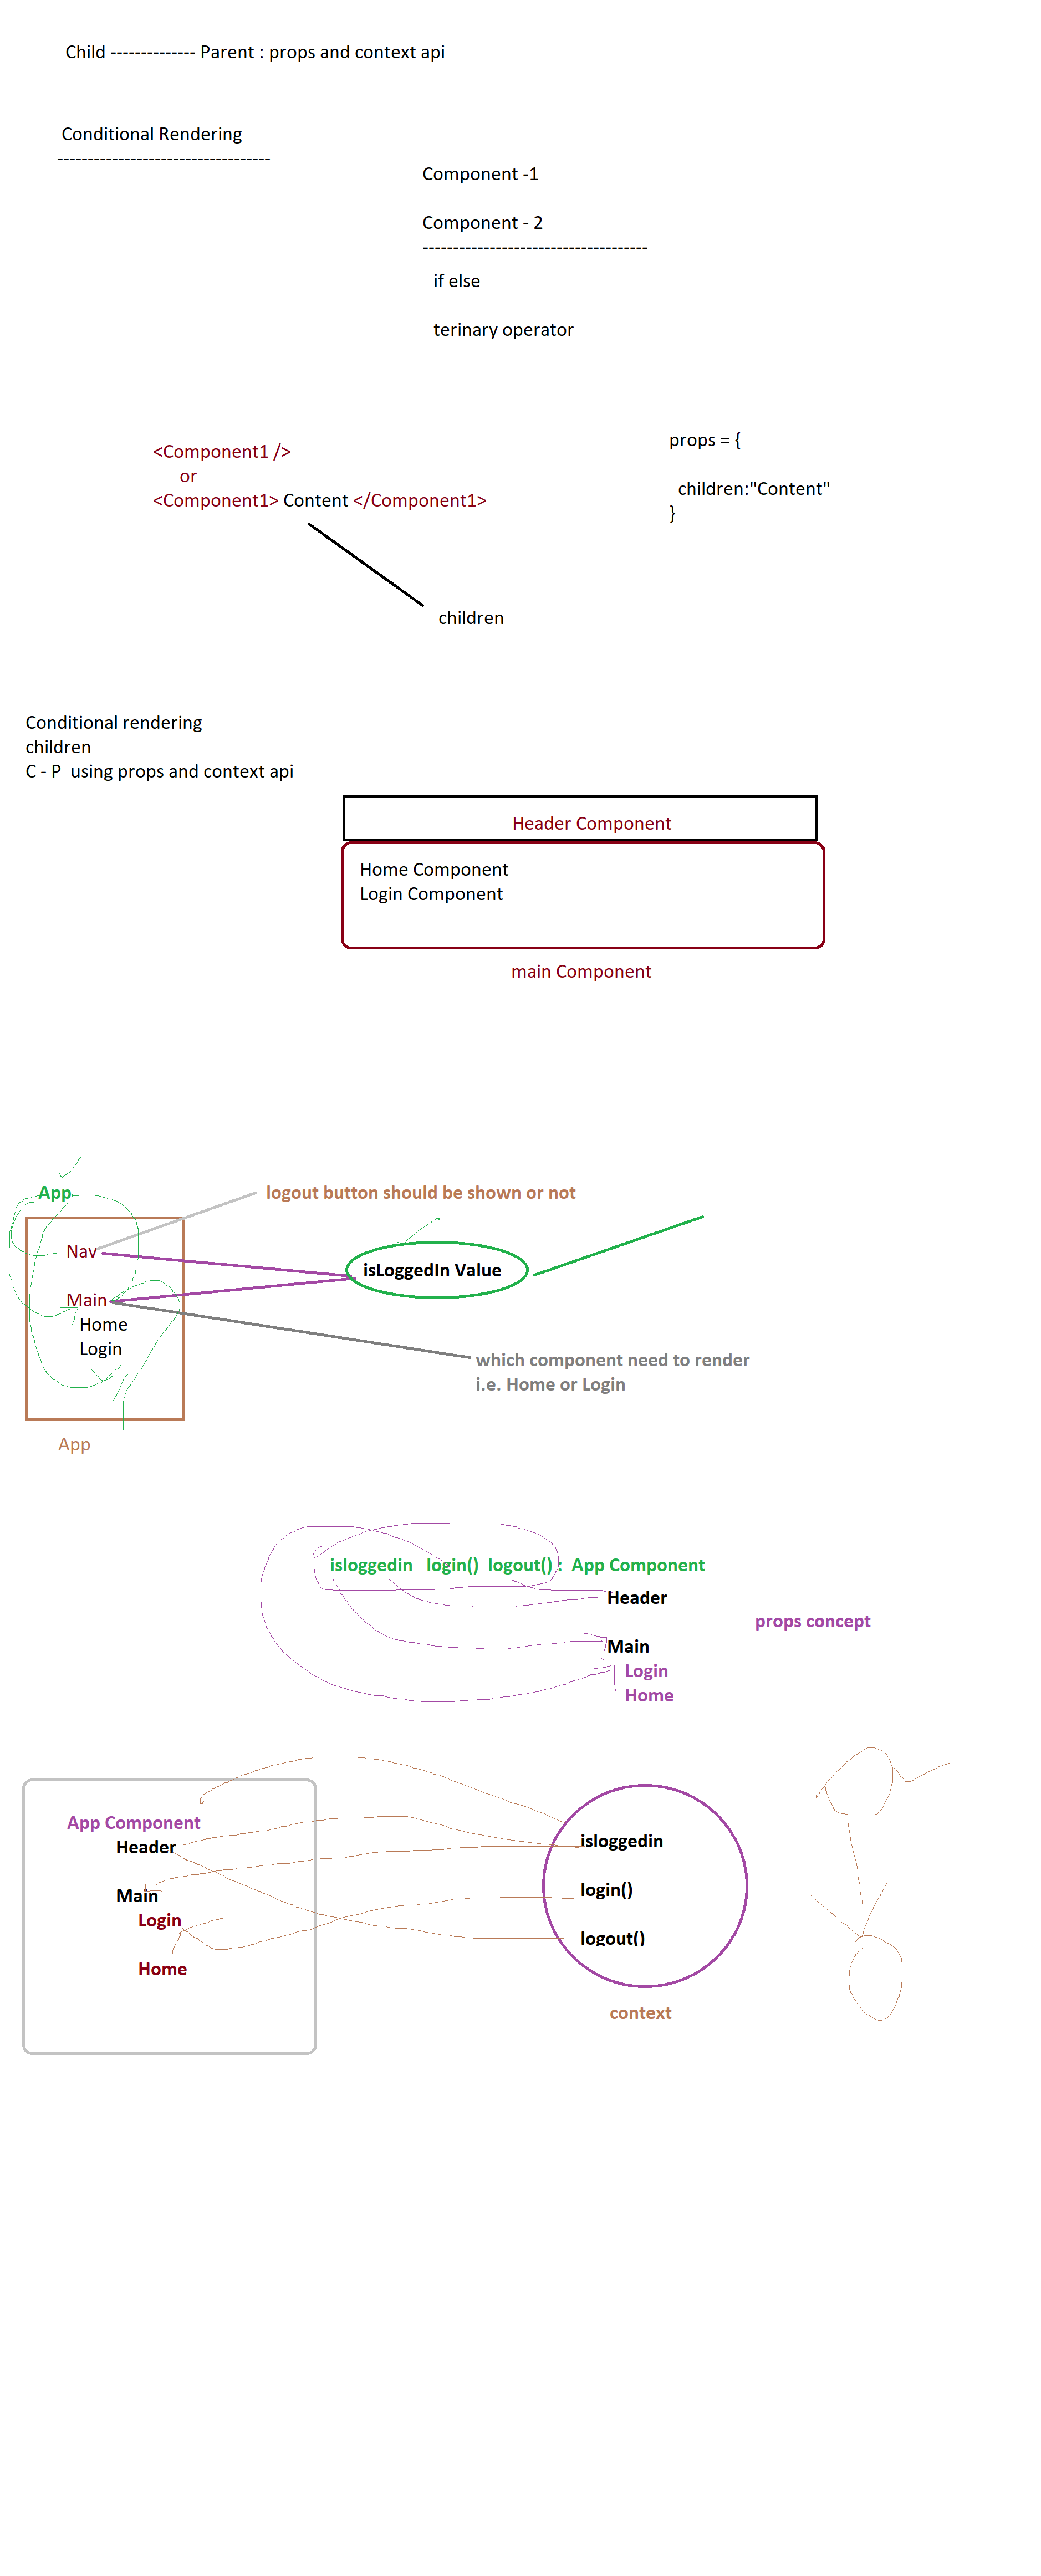 Child -------------- Parent : props and context api
Conditional Rendering
-----------------------------------
Component -1
Component - 2
-------------------------------------
if else
terinary operator
<Component1 />
or
<Component1> Content </Component1>
children
props = {
children:"Content"
}
Conditional rendering
children
C - P  using props and context api
Header Component
Home Component
Login Component
main Component
App
logout button should be shown or not
Nav
isLoggedIn Value
Main
Home
Login
which component need to render
i.e. Home or Login
App
isloggedin   login()  logout() :  App Component
Header
props concept
Main
Login
Home
App Component
Header
Main
Login
Home
isloggedin
login()
logout()
context